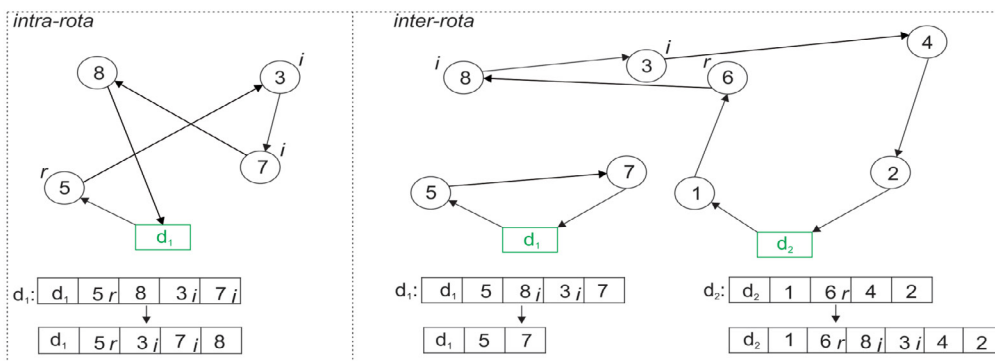 intra-rota
inter-rota
8
3 i
7 i
r 5
d₁
d₁: d₁ 5 r 8 3 i 7 i
d₁ 5 r 3 i 7 i 8
i 8
3 i
r 6
4
5
7
1
2
d₁
d₂
d₁: d₁ 5 8 i 3 i 7
d₁ 5 7
d₂: d₂ 1 6 r 4 2
d₂ 1 6 r 8 i 3 i 4 2